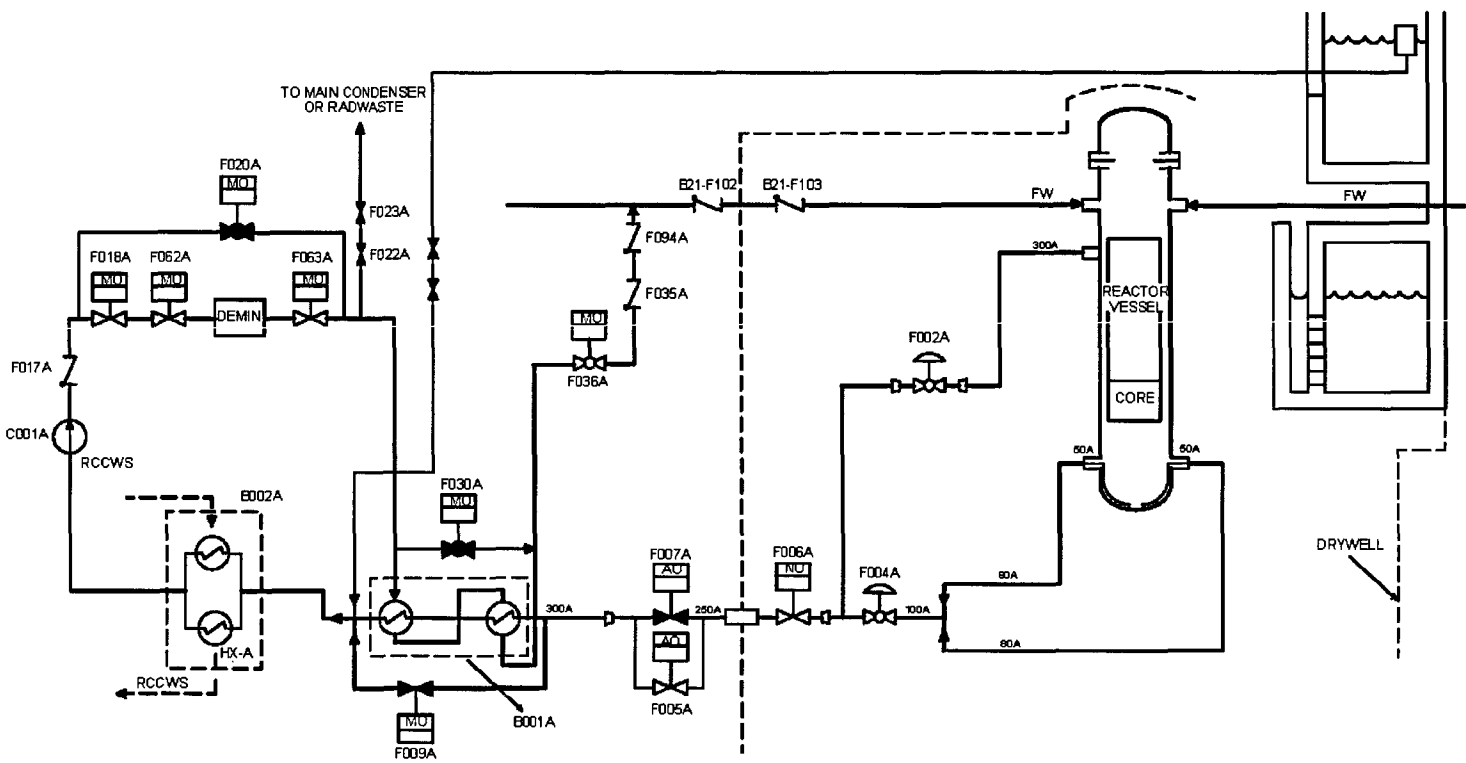 TO MAIN CONDENSER
OR RADWASTE
F020A
MO
F023A
B21-F102
B21-F103
FW
FW
F094A
F022A
F018A
F062A
F063A
MO
MO
MO
DEMIN
300A
F035A
REACTOR
VESSEL
MO
F036A
F002A
F017A
CORE
C001A
RCCWS
50A
50A
B002A
F030A
MO
F007A
AO
F006A
F004A
DRYWELL
80A
300A
250A
100A
HX-A
AO
80A
RCCWS
F005A
B001A
MO
F009A